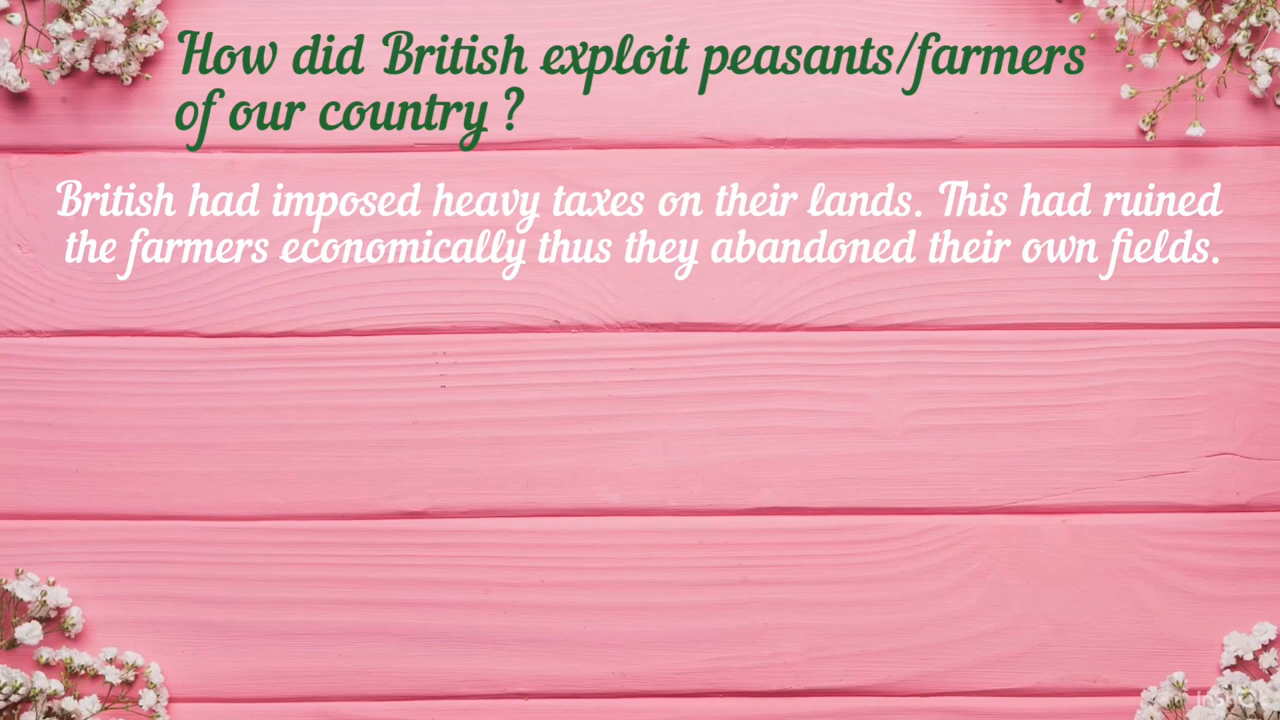 How did British exploit peasants/farmers
of our country ?
British had imposed heavy taxes on their lands. This had ruined
the farmers economically thus they abandoned their own fields.